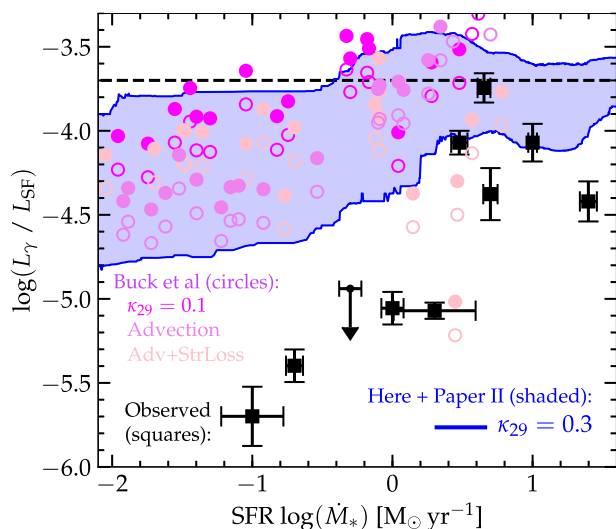 −3.5
−4.0
−4.5
−5.0
−5.5
−6.0
log(L_γ / L_SF)
Buck et al (circles):
κ_29 = 0.1
Advection
Adv+StrLoss
Observed
(squares):
Here + Paper II (shaded):
κ_29 = 0.3
−2
−1
0
1
SFR log(Ṁ_*) [M_⊙ yr^−1]